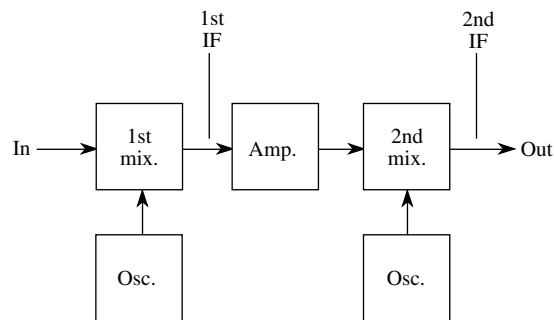 1st
IF
2nd
IF
In
1st
mix.
Amp.
2nd
mix.
Out
Osc.
Osc.